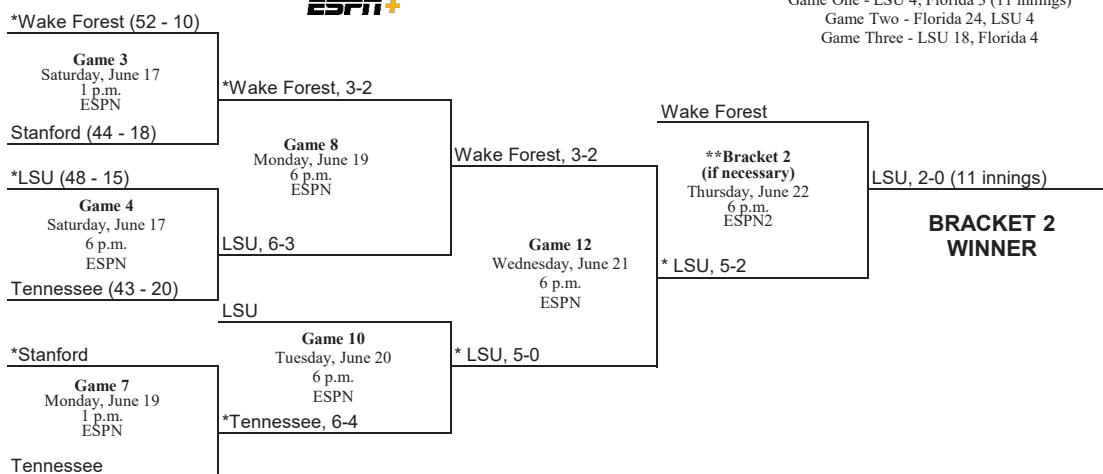 Game One - LSU 4, Florida 3 (11 innings)
Game Two - Florida 24, LSU 4
Game Three - LSU 18, Florida 4
ESPN+
*Wake Forest (52 - 10)
Game 3
Saturday, June 17
1 p.m.
ESPN
Stanford (44 - 18)
*LSU (48 - 15)
Game 4
Saturday, June 17
6 p.m.
ESPN
Tennessee (43 - 20)
*Stanford
Game 7
Monday, June 19
1 p.m.
ESPN
Tennessee
*Wake Forest, 3-2
Game 8
Monday, June 19
6 p.m.
ESPN
LSU, 6-3
LSU
Game 10
Tuesday, June 20
6 p.m.
ESPN
*Tennessee, 6-4
Wake Forest, 3-2
Game 12
Wednesday, June 21
6 p.m.
ESPN
* LSU, 5-0
Wake Forest
**Bracket 2
(if necessary)
Thursday, June 22
6 p.m.
ESPN2
* LSU, 5-2
LSU, 2-0 (11 innings)
BRACKET 2
WINNER